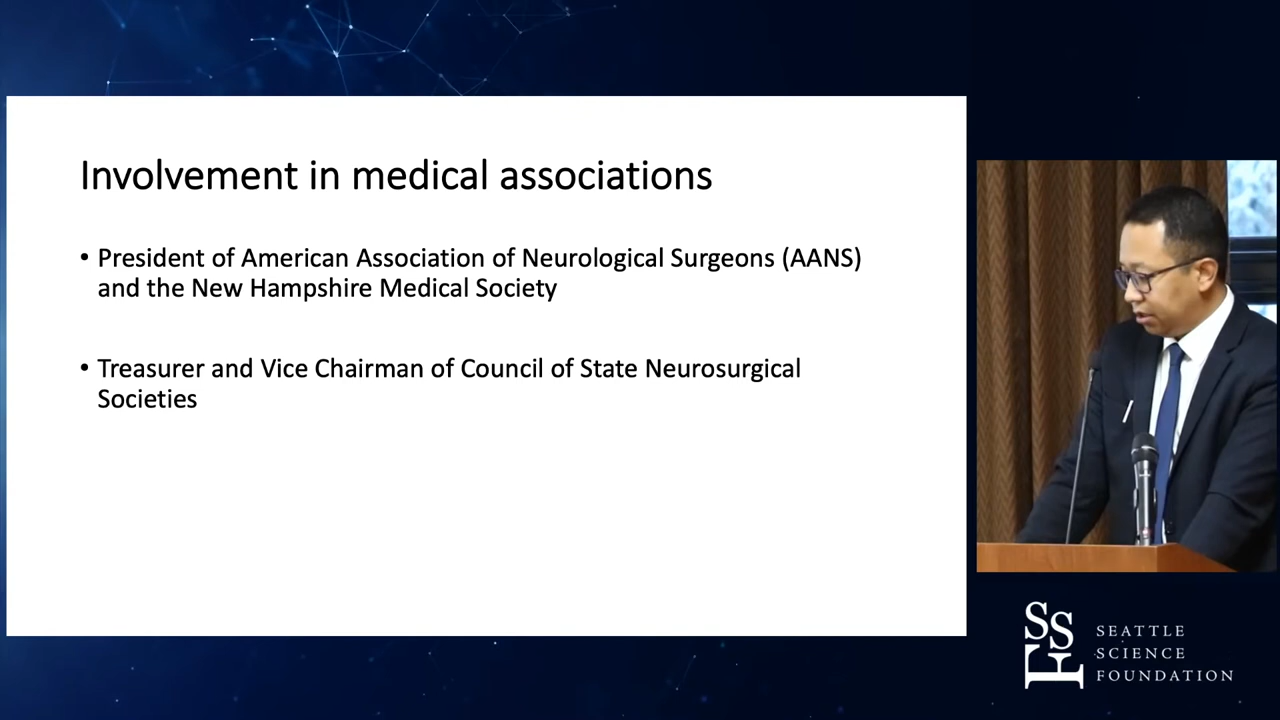 Involvement in medical associations
• President of American Association of Neurological Surgeons (AANS)
and the New Hampshire Medical Society
• Treasurer and Vice Chairman of Council of State Neurosurgical
Societies
SSF
SEATTLE
SCIENCE
FOUNDATION